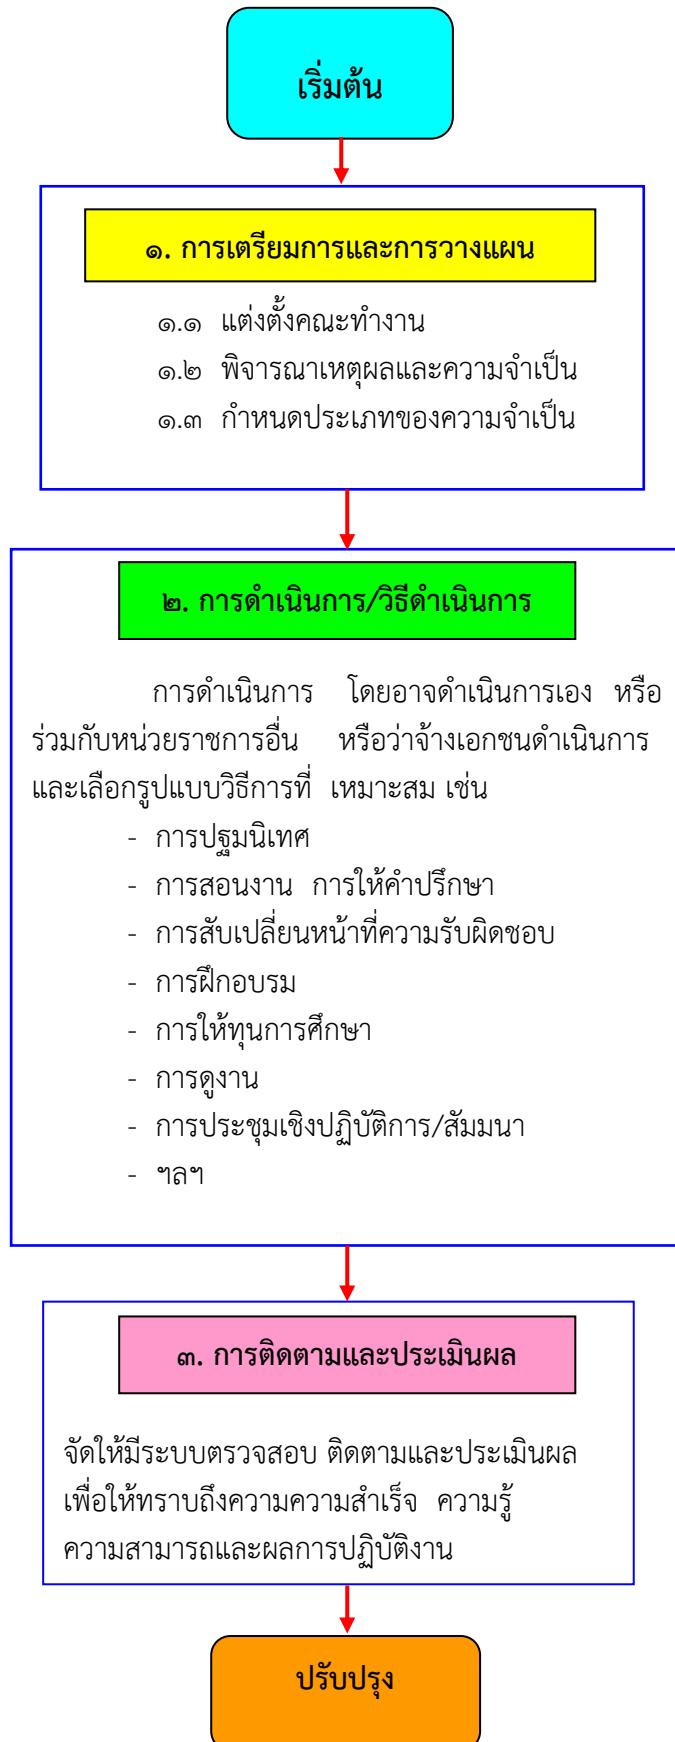 เริ่มต้น
๑. การเตรียมการและการวางแผน
๑.๑ แต่งตั้งคณะทำงาน
๑.๒ พิจารณาเหตุผลและความจำเป็น
๑.๓ กำหนดประเภทของความจำเป็น
๒. การดำเนินการ/วิธีดำเนินการ
การดำเนินการ โดยอาจดำเนินการเอง หรือ
ร่วมกับหน่วยราชการอื่น หรือว่าจ้างเอกชนดำเนินการ
และเลือกรูปแบบวิธีการที่ เหมาะสม เช่น
- การปฐมนิเทศ
- การสอนงาน การให้คำปรึกษา
- การสับเปลี่ยนหน้าที่ความรับผิดชอบ
- การฝึกอบรม
- การให้ทุนการศึกษา
- การดูงาน
- การประชุมเชิงปฏิบัติการ/สัมมนา
- ฯลฯ
๓. การติดตามและประเมินผล
จัดให้มีระบบตรวจสอบ ติดตามและประเมินผล
เพื่อให้ทราบถึงความความสำเร็จ ความรู้
ความสามารถและผลการปฏิบัติงาน
ปรับปรุง